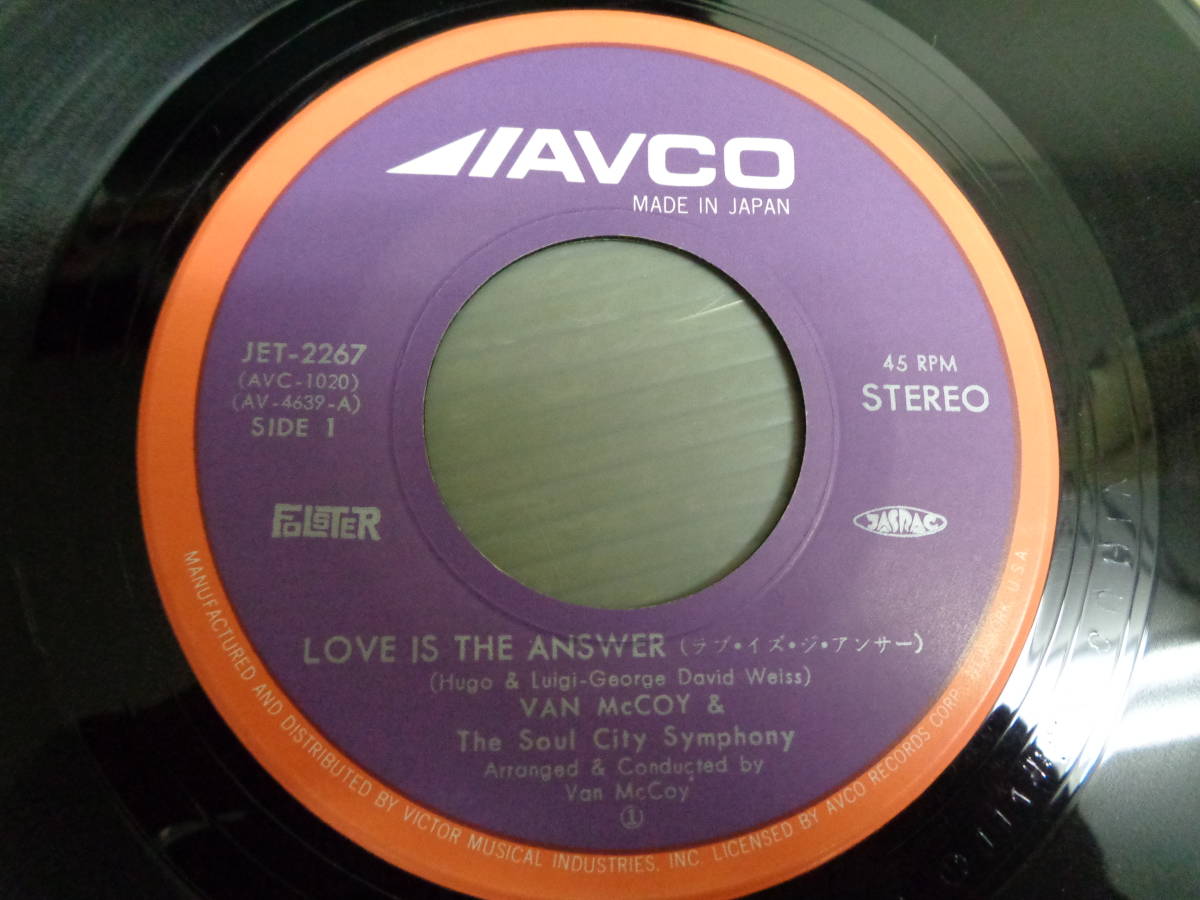 AVCO
MADE IN JAPAN
JET-2267
(AVC-1020)
(AV-4639-A)
SIDE 1
45 RPM
STEREO
FOLSTER
JASRAC
LOVE IS THE ANSWER (ラブ・イズ・ジ・アンサー)
(Hugo & Luigi-George David Weiss)
VAN McCOY &
The Soul City Symphony
Arranged & Conducted by
Van McCoy
①
MANUFACTURED AND DISTRIBUTED BY VICTOR MUSICAL INDUSTRIES, INC. LICENSED BY AVCO RECORDS CORP. U.S.A